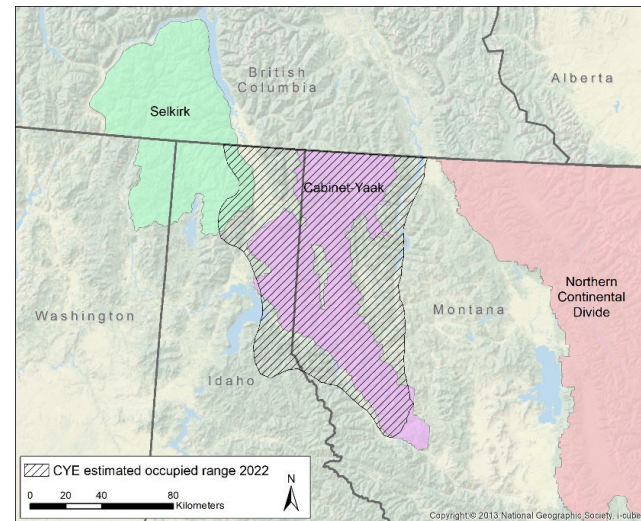 British
Columbia
Alberta
Selkirk
Cabinet-Yaak
Northern
Continental
Divide
Washington
Montana
Idaho
CYE estimated occupied range 2022
N
0 20 40 80
Kilometers
Copyright © 2013 National Geographic Society, i-cube